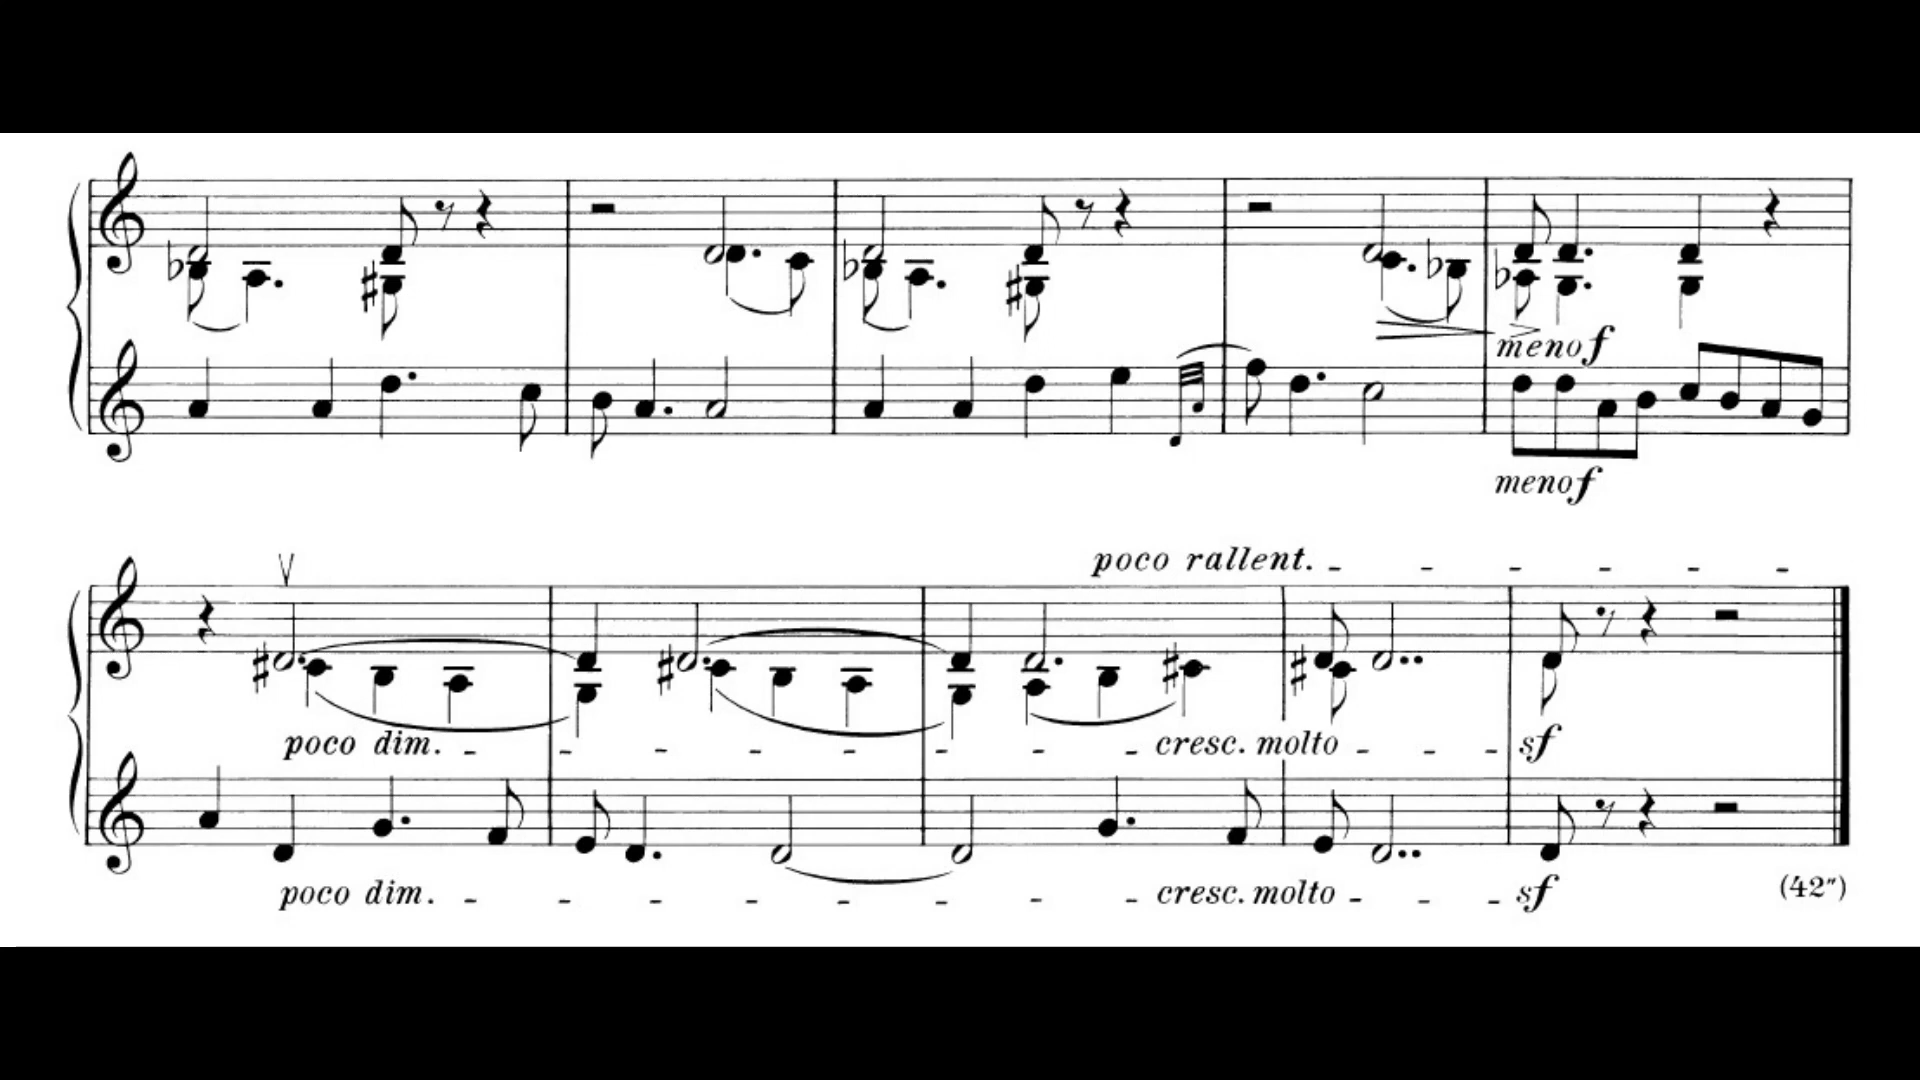 meno f
meno f
poco rallent. - - - - - -
poco dim. - - - - - - - - cresc. molto - - - sf
poco dim. - - - - - - - - cresc. molto - - - sf
(42″)